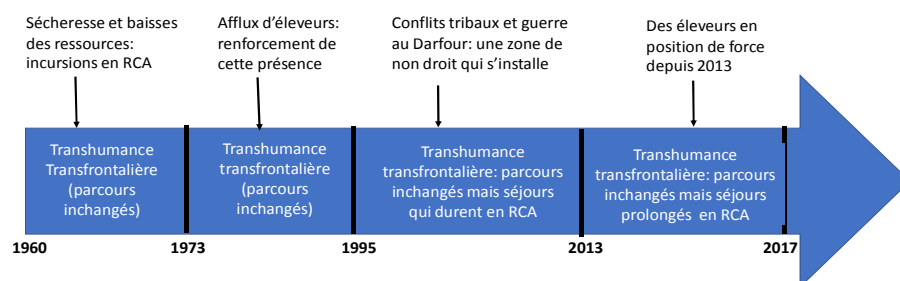 Sécheresse et baisses
des ressources:
incursions en RCA
Afflux d'éleveurs:
renforcement de
cette présence
Conflits tribaux et guerre
au Darfour: une zone de
non droit qui s'installe
Des éleveurs en
position de force
depuis 2013
Transhumance
Transfrontalière
(parcours
inchangés)
Transhumance
transfrontalière
(parcours
inchangés)
Transhumance
transfrontalière: parcours
inchangés mais séjours
qui durent en RCA
Transhumance
transfrontalière: parcours
inchangés mais séjours
prolongés en RCA
1960
1973
1995
2013
2017